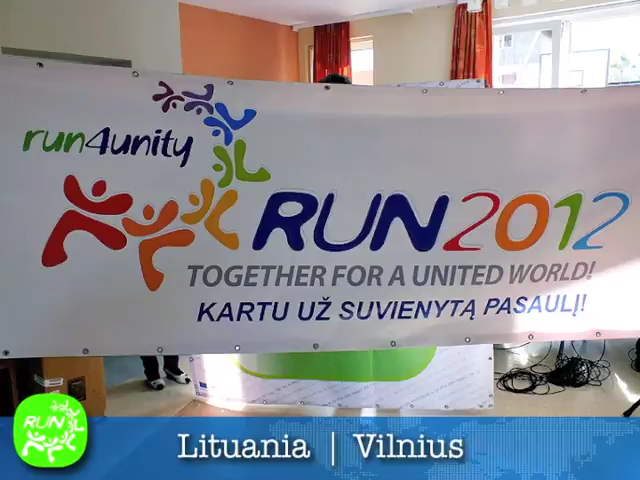 run4unity
RUN2012
TOGETHER FOR A UNITED WORLD!
KARTU UŽ SUVIENYTĄ PASAULĮ!
RUN
Lituania | Vilnius